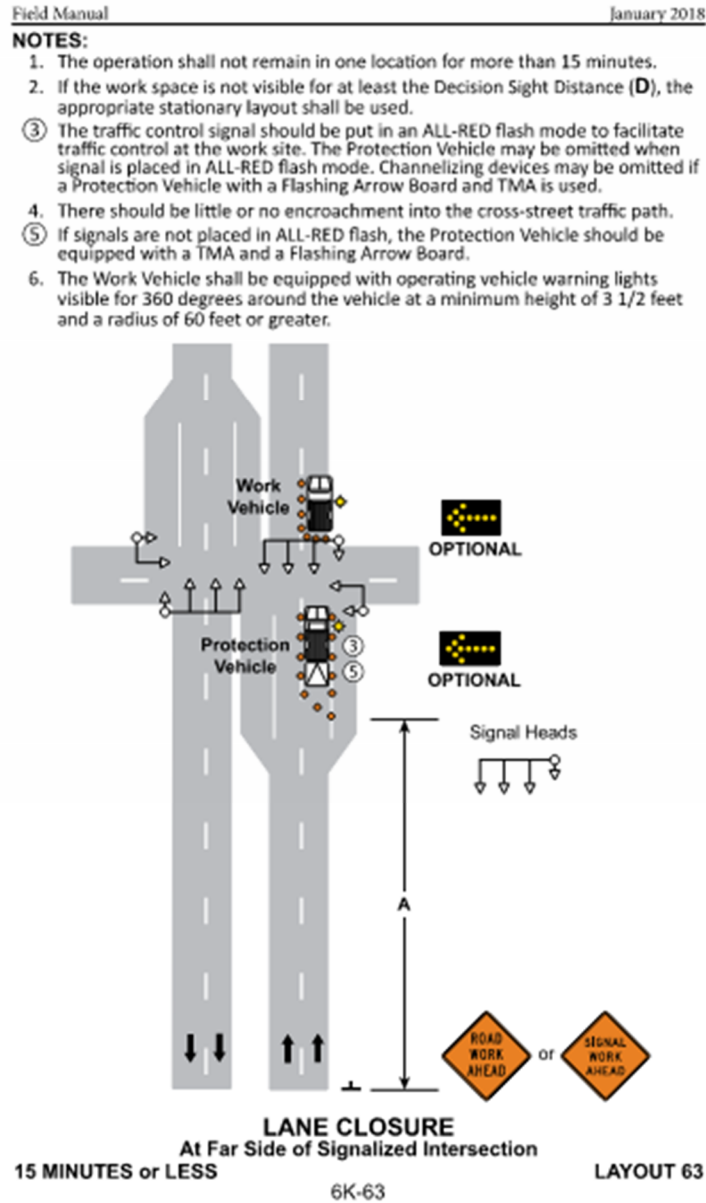 Field Manual January 2018
NOTES:
1. The operation shall not remain in one location for more than 15 minutes.
2. If the work space is not visible for at least the Decision Sight Distance (D), the
appropriate stationary layout shall be used.
③ The traffic control signal should be put in an ALL-RED flash mode to facilitate
traffic control at the work site. The Protection Vehicle may be omitted when
signal is placed in ALL-RED flash mode. Channelizing devices may be omitted if
a Protection Vehicle with a Flashing Arrow Board and TMA is used.
4. There should be little or no encroachment into the cross-street traffic path.
⑤ If signals are not placed in ALL-RED flash, the Protection Vehicle should be
equipped with a TMA and a Flashing Arrow Board.
6. The Work Vehicle shall be equipped with operating vehicle warning lights
visible for 360 degrees around the vehicle at a minimum height of 3 1/2 feet
and a radius of 60 feet or greater.
Work
Vehicle
OPTIONAL
Protection
Vehicle
③
⑤
OPTIONAL
Signal Heads
A
ROAD
WORK
AHEAD
or
SIGNAL
WORK
AHEAD
LANE CLOSURE
At Far Side of Signalized Intersection
15 MINUTES or LESS LAYOUT 63
6K-63